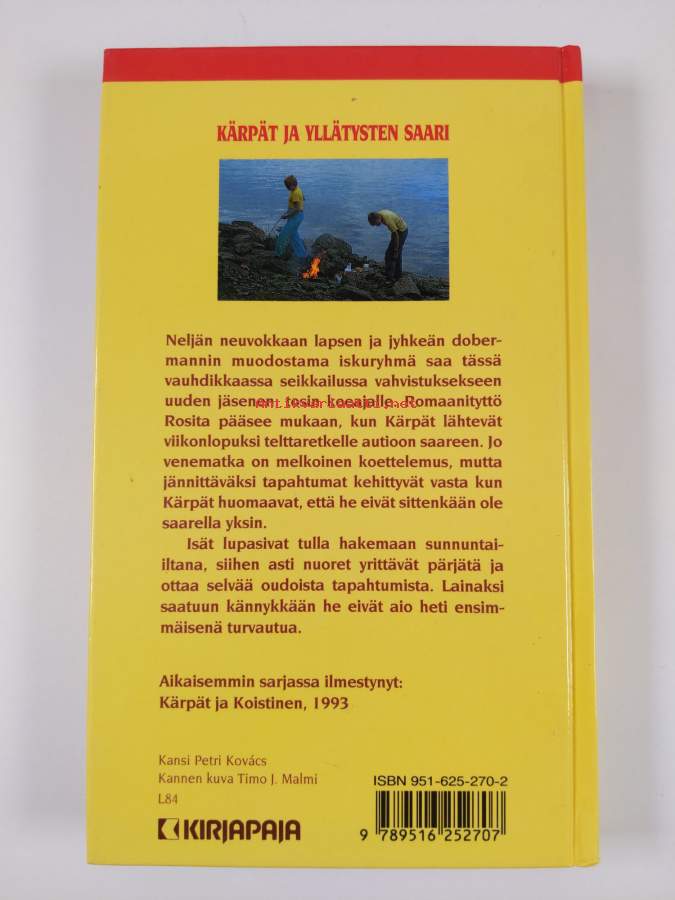 KÄRPÄT JA YLLÄTYSTEN SAARI
Neljän neuvokkaan lapsen ja jyhkeän dober-
mannin muodostama iskuryhmä saa tässä
vauhdikkaassa seikkailussa vahvistuksekseen
uuden jäsenen, tosin koeajalle. Romaanityttö
Antikvariaatti.net
Rosita pääsee mukaan, kun Kärpät lähtevät
viikonlopuksi telttaretkelle autioon saareen. Jo
venematka on melkoinen koettelemus, mutta
jännittäväksi tapahtumat kehittyvät vasta kun
Kärpät huomaavat, että he eivät sittenkään ole
saarella yksin.
Isät lupasivat tulla hakemaan sunnuntai-
iltana, siihen asti nuoret yrittävät pärjätä ja
ottaa selvää oudoista tapahtumista. Lainaksi
saatuun kännykkään he eivät aio heti ensim-
mäisenä turvautua.
Aikaisemmin sarjassa ilmestynyt:
Kärpät ja Koistinen, 1993
Kansi Petri Kovács
Kannen kuva Timo J. Malmi
L84
KIRJAPAJA
ISBN 951-625-270-2
9 789516 252707